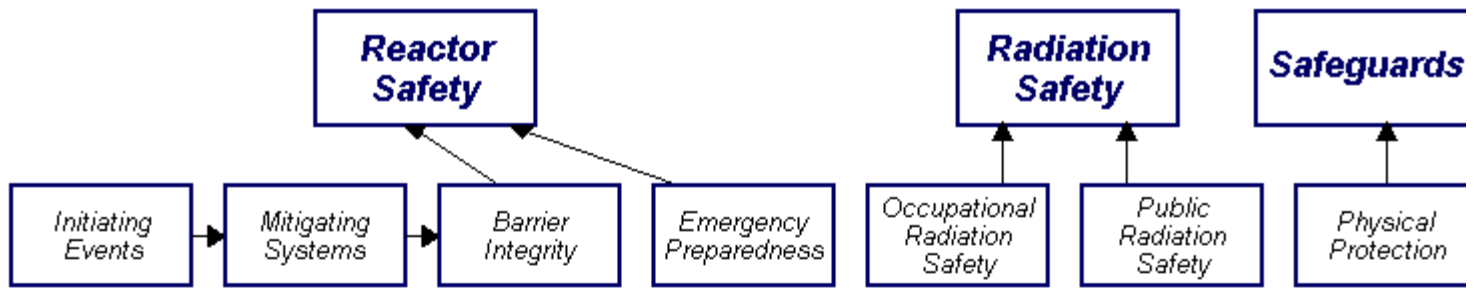 Reactor
Safety
Radiation
Safety
Safeguards
Initiating
Events
Mitigating
Systems
Barrier
Integrity
Emergency
Preparedness
Occupational
Radiation
Safety
Public
Radiation
Safety
Physical
Protection